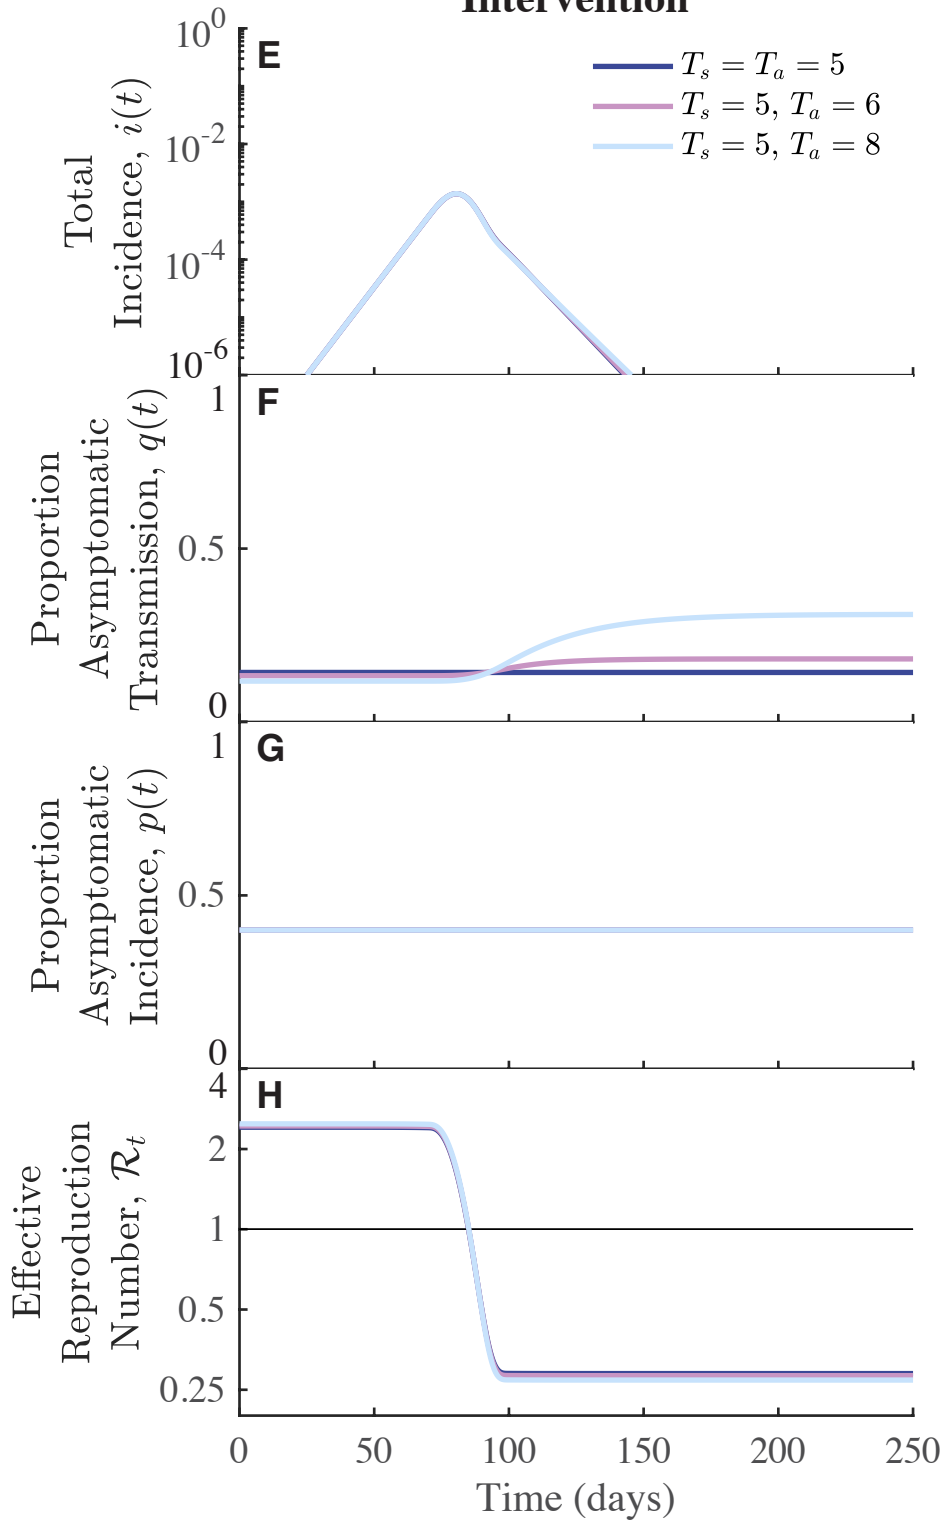 Intervention
E
T_s = T_a = 5
T_s = 5, T_a = 6
T_s = 5, T_a = 8
10^0
10^-2
10^-4
10^-6
Total
Incidence, i(t)
F
1
0.5
0
Proportion
Asymptomatic
Transmission, q(t)
G
1
0.5
0
Proportion
Asymptomatic
Incidence, p(t)
H
4
2
1
0.5
0.25
Effective
Reproduction
Number, ℛ_t
0 50 100 150 200 250
Time (days)